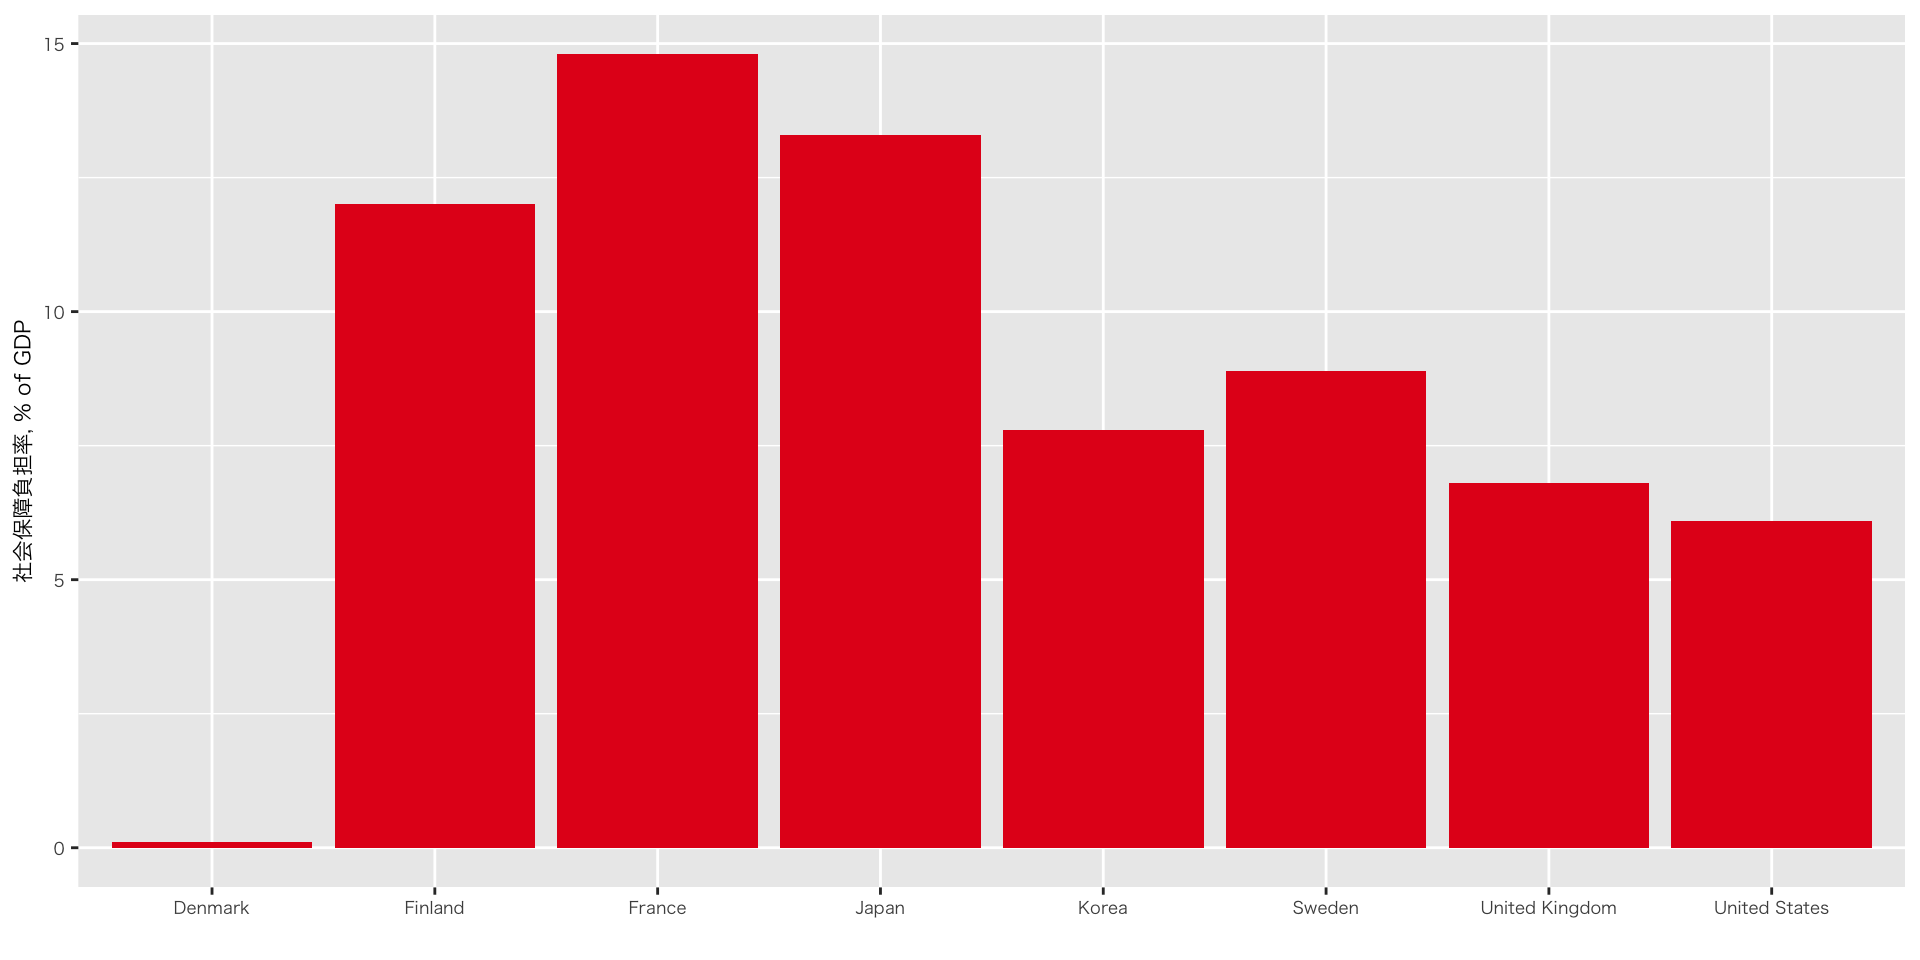 社会保障負担率, % of GDP
15
10
5
0
Denmark Finland France Japan Korea Sweden United Kingdom United States